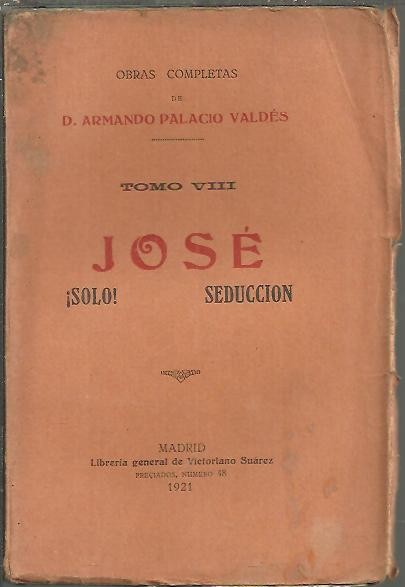 OBRAS COMPLETAS
DE
D. ARMANDO PALACIO VALDÉS
TOMO VIII
JOSÉ
¡SOLO! SEDUCCION
MADRID
Librería general de Victoriano Suárez
PRECIADOS, NÚMERO 48
1921